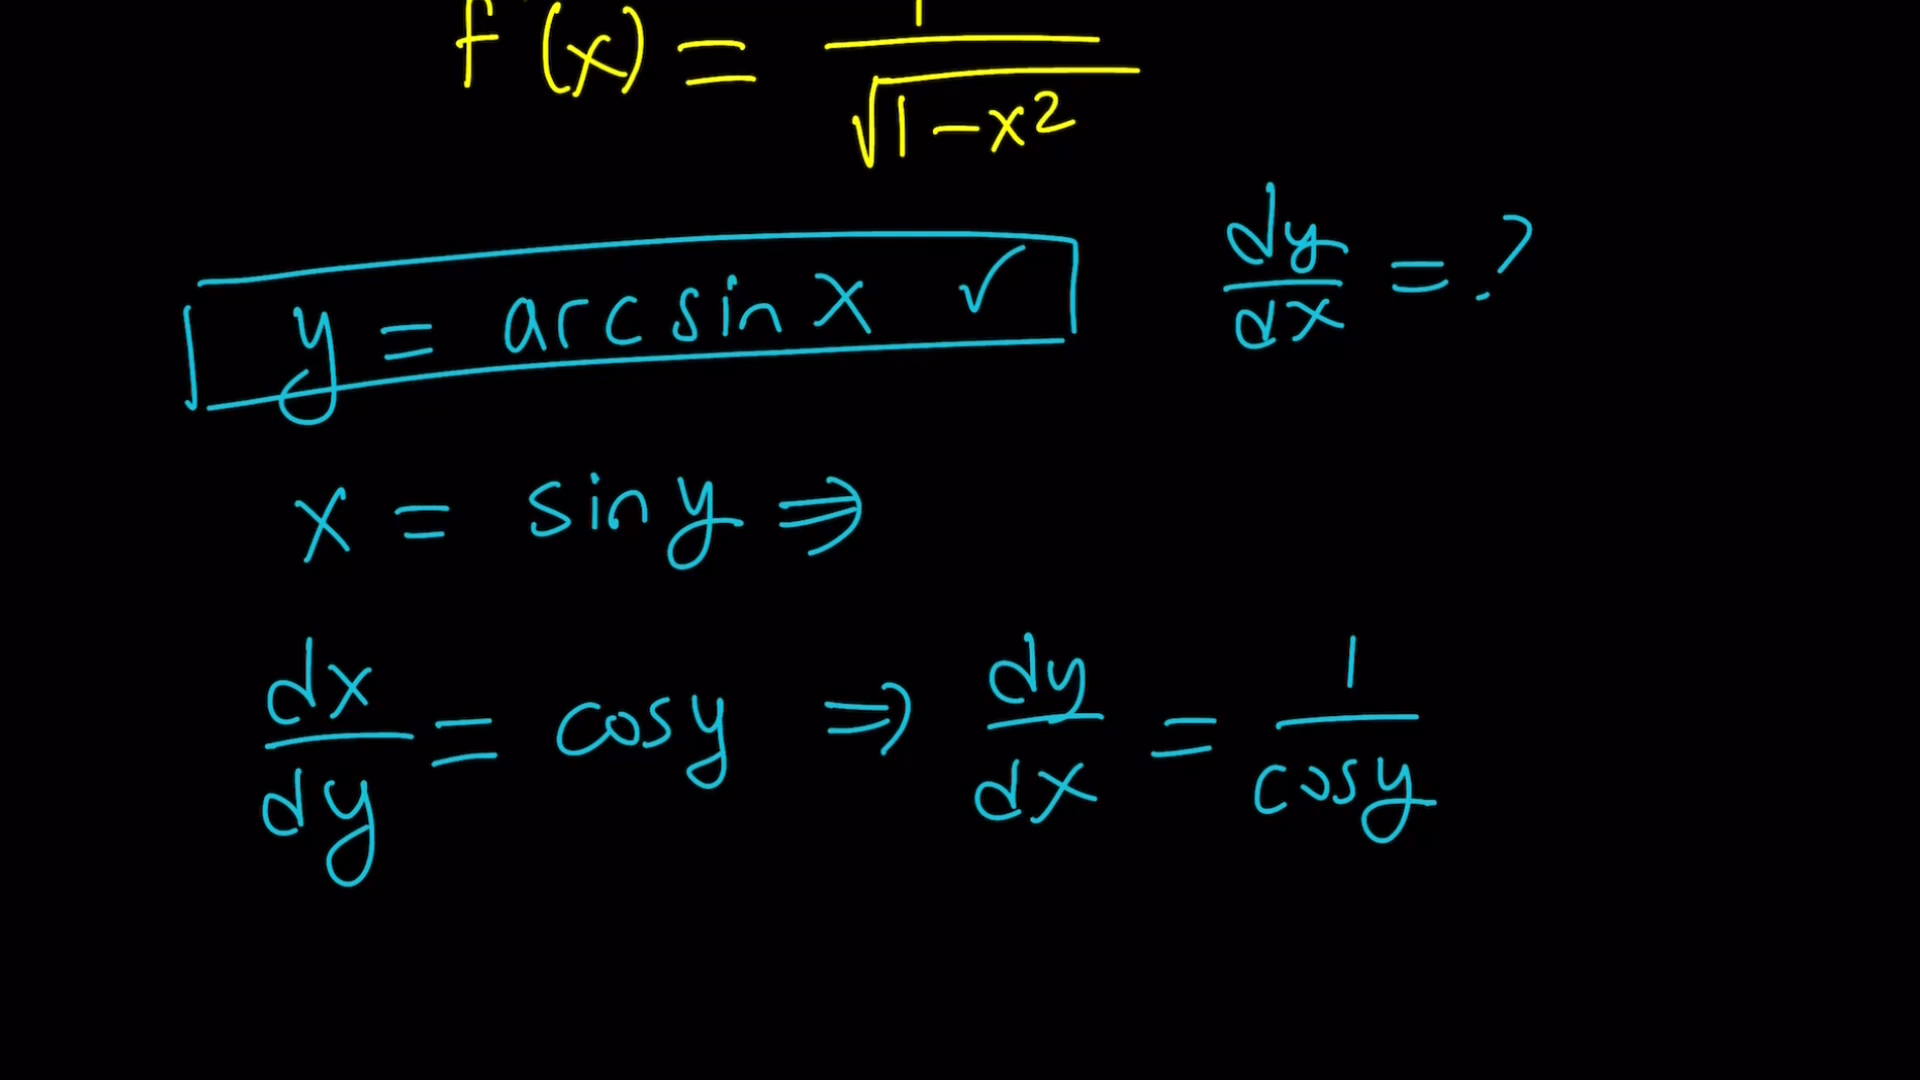 f'(x) = 1/√(1-x²)
y = arcsin x ✓
dy/dx = ?
x = sin y ⇒
dx/dy = cos y ⇒ dy/dx = 1/cos y